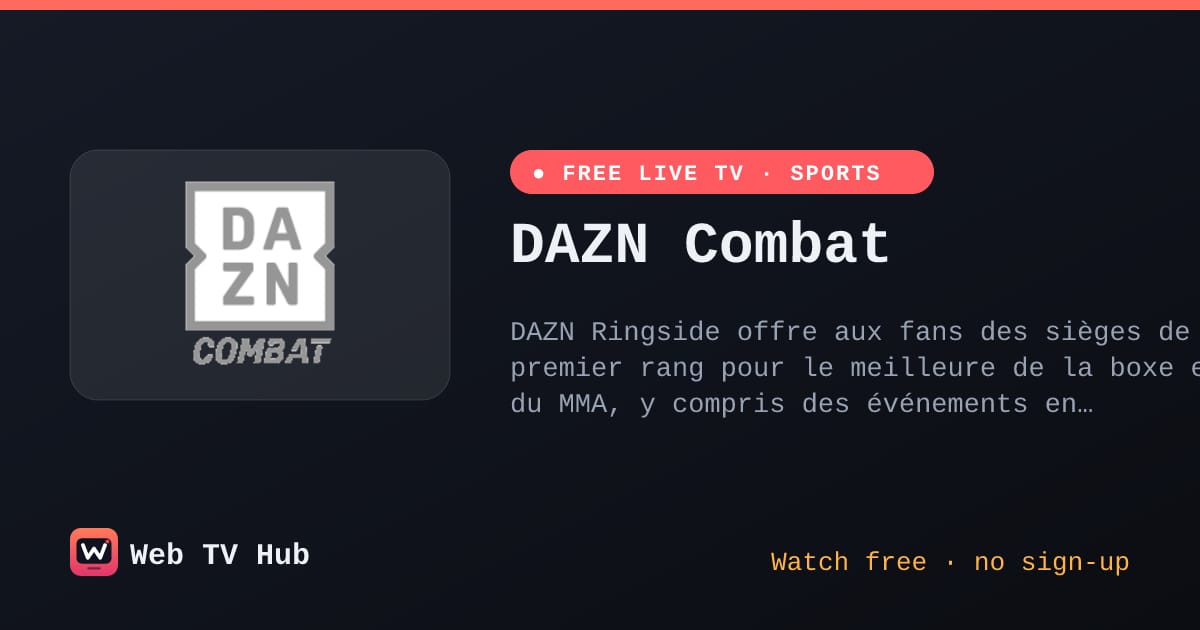 DA
ZN
COMBAT
● FREE LIVE TV · SPORTS
DAZN Combat
DAZN Ringside offre aux fans des sièges de
premier rang pour le meilleure de la boxe e
du MMA, y compris des événements en…
W
Web TV Hub
Watch free · no sign-up